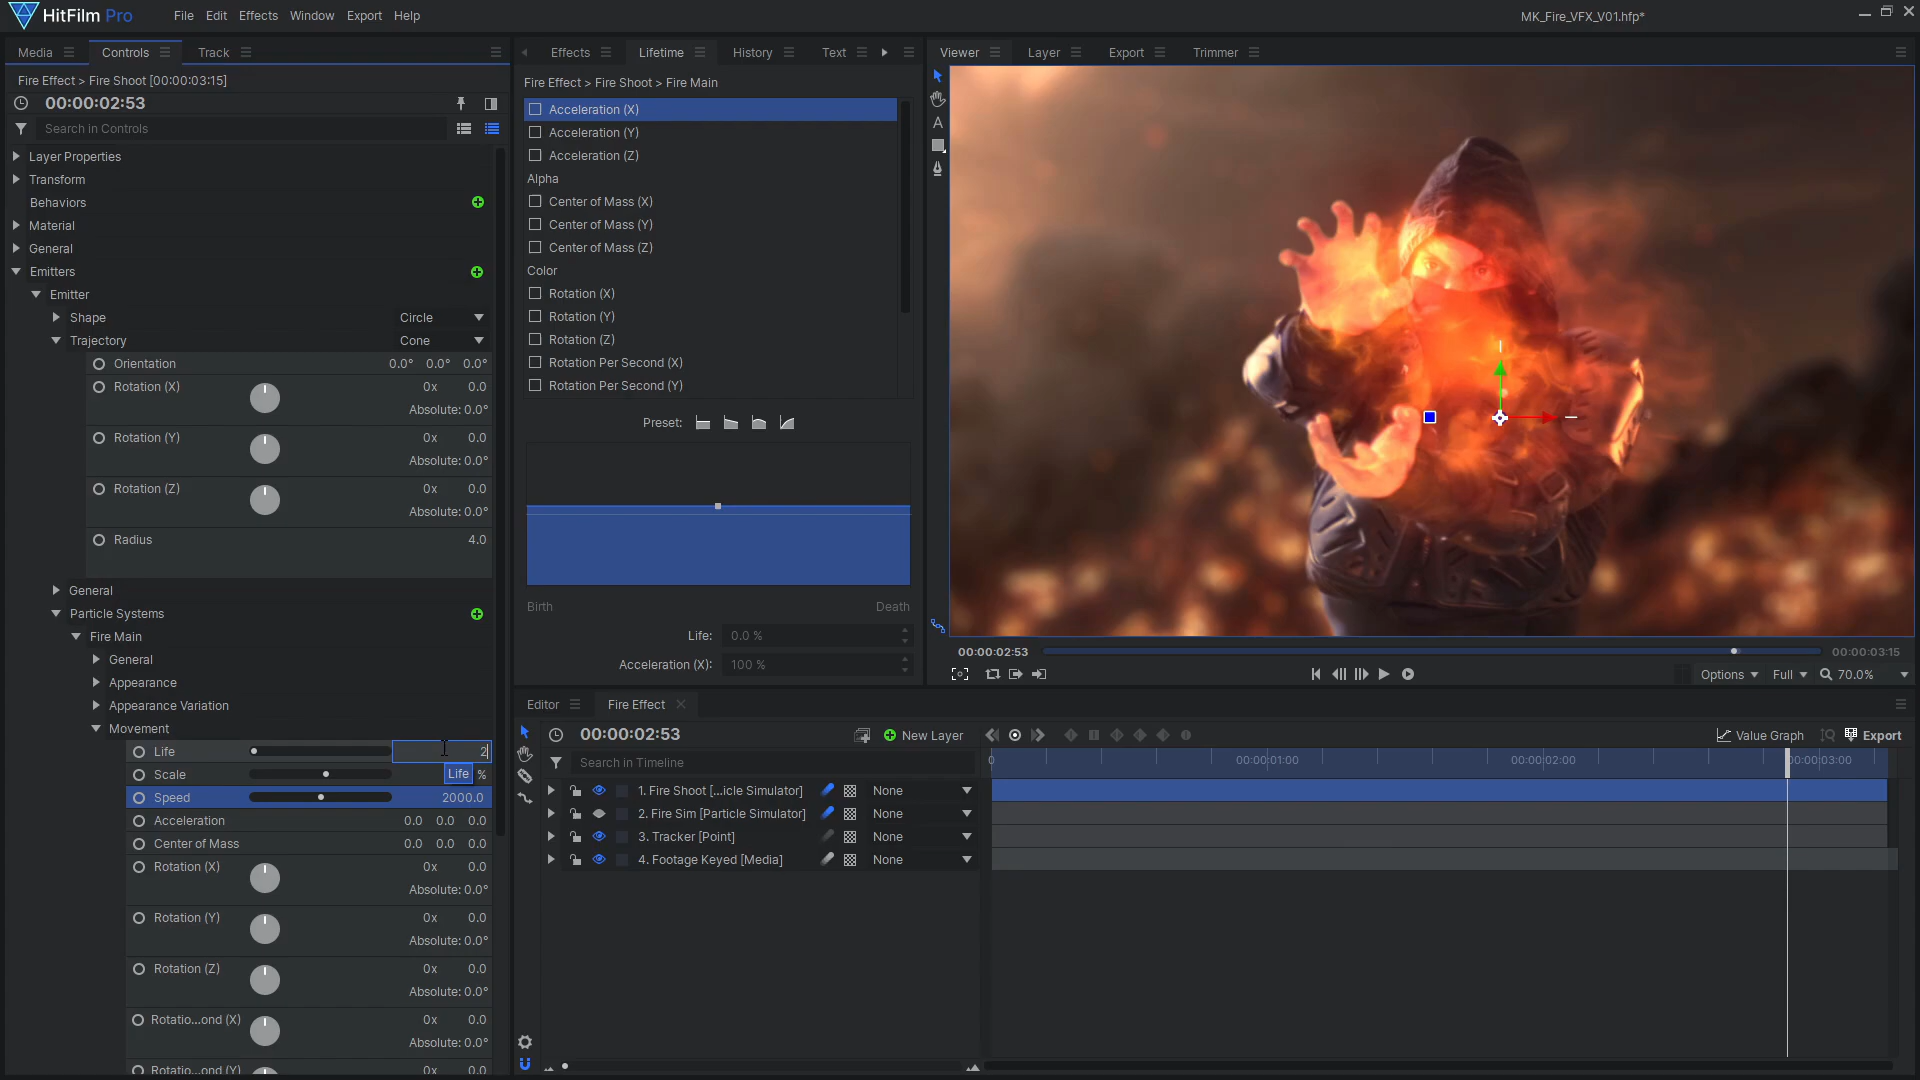 HitFilm Pro
File Edit Effects Window Export Help
MK_Fire_VFX_V01.hfp*
Media Controls Track
Fire Effect > Fire Shoot [00:00:03:15]
00:00:02:53
Search in Controls
Layer Properties
Transform
Behaviors
Material
General
Emitters
Emitter
Shape Circle
Trajectory Cone
Orientation 0.0° 0.0° 0.0°
Rotation (X) 0x 0.0
Absolute: 0.0°
Rotation (Y) 0x 0.0
Absolute: 0.0°
Rotation (Z) 0x 0.0
Absolute: 0.0°
Radius 4.0
General
Particle Systems
Fire Main
General
Appearance
Appearance Variation
Movement
Life 2
Scale Life %
Speed 2000.0
Acceleration 0.0 0.0 0.0
Center of Mass 0.0 0.0 0.0
Rotation (X) 0x 0.0
Absolute: 0.0°
Rotation (Y) 0x 0.0
Absolute: 0.0°
Rotation (Z) 0x 0.0
Absolute: 0.0°
Rotatio...ond (X) 0x 0.0
Absolute: 0.0°
Rotatio...ond (Y) 0x 0.0
Effects Lifetime History Text
Fire Effect > Fire Shoot > Fire Main
Acceleration (X)
Acceleration (Y)
Acceleration (Z)
Alpha
Center of Mass (X)
Center of Mass (Y)
Center of Mass (Z)
Color
Rotation (X)
Rotation (Y)
Rotation (Z)
Rotation Per Second (X)
Rotation Per Second (Y)
Preset:
Birth Death
Life: 0.0 %
Acceleration (X): 100 %
Viewer Layer Export Trimmer
A
00:00:02:53 00:00:03:15
Options Full 70.0%
Editor Fire Effect
00:00:02:53 New Layer Value Graph Export
Search in Timeline
0 00:00:01:00 00:00:02:00 00:00:03:00
1. Fire Shoot [...icle Simulator] None
2. Fire Sim [Particle Simulator] None
3. Tracker [Point] None
4. Footage Keyed [Media] None